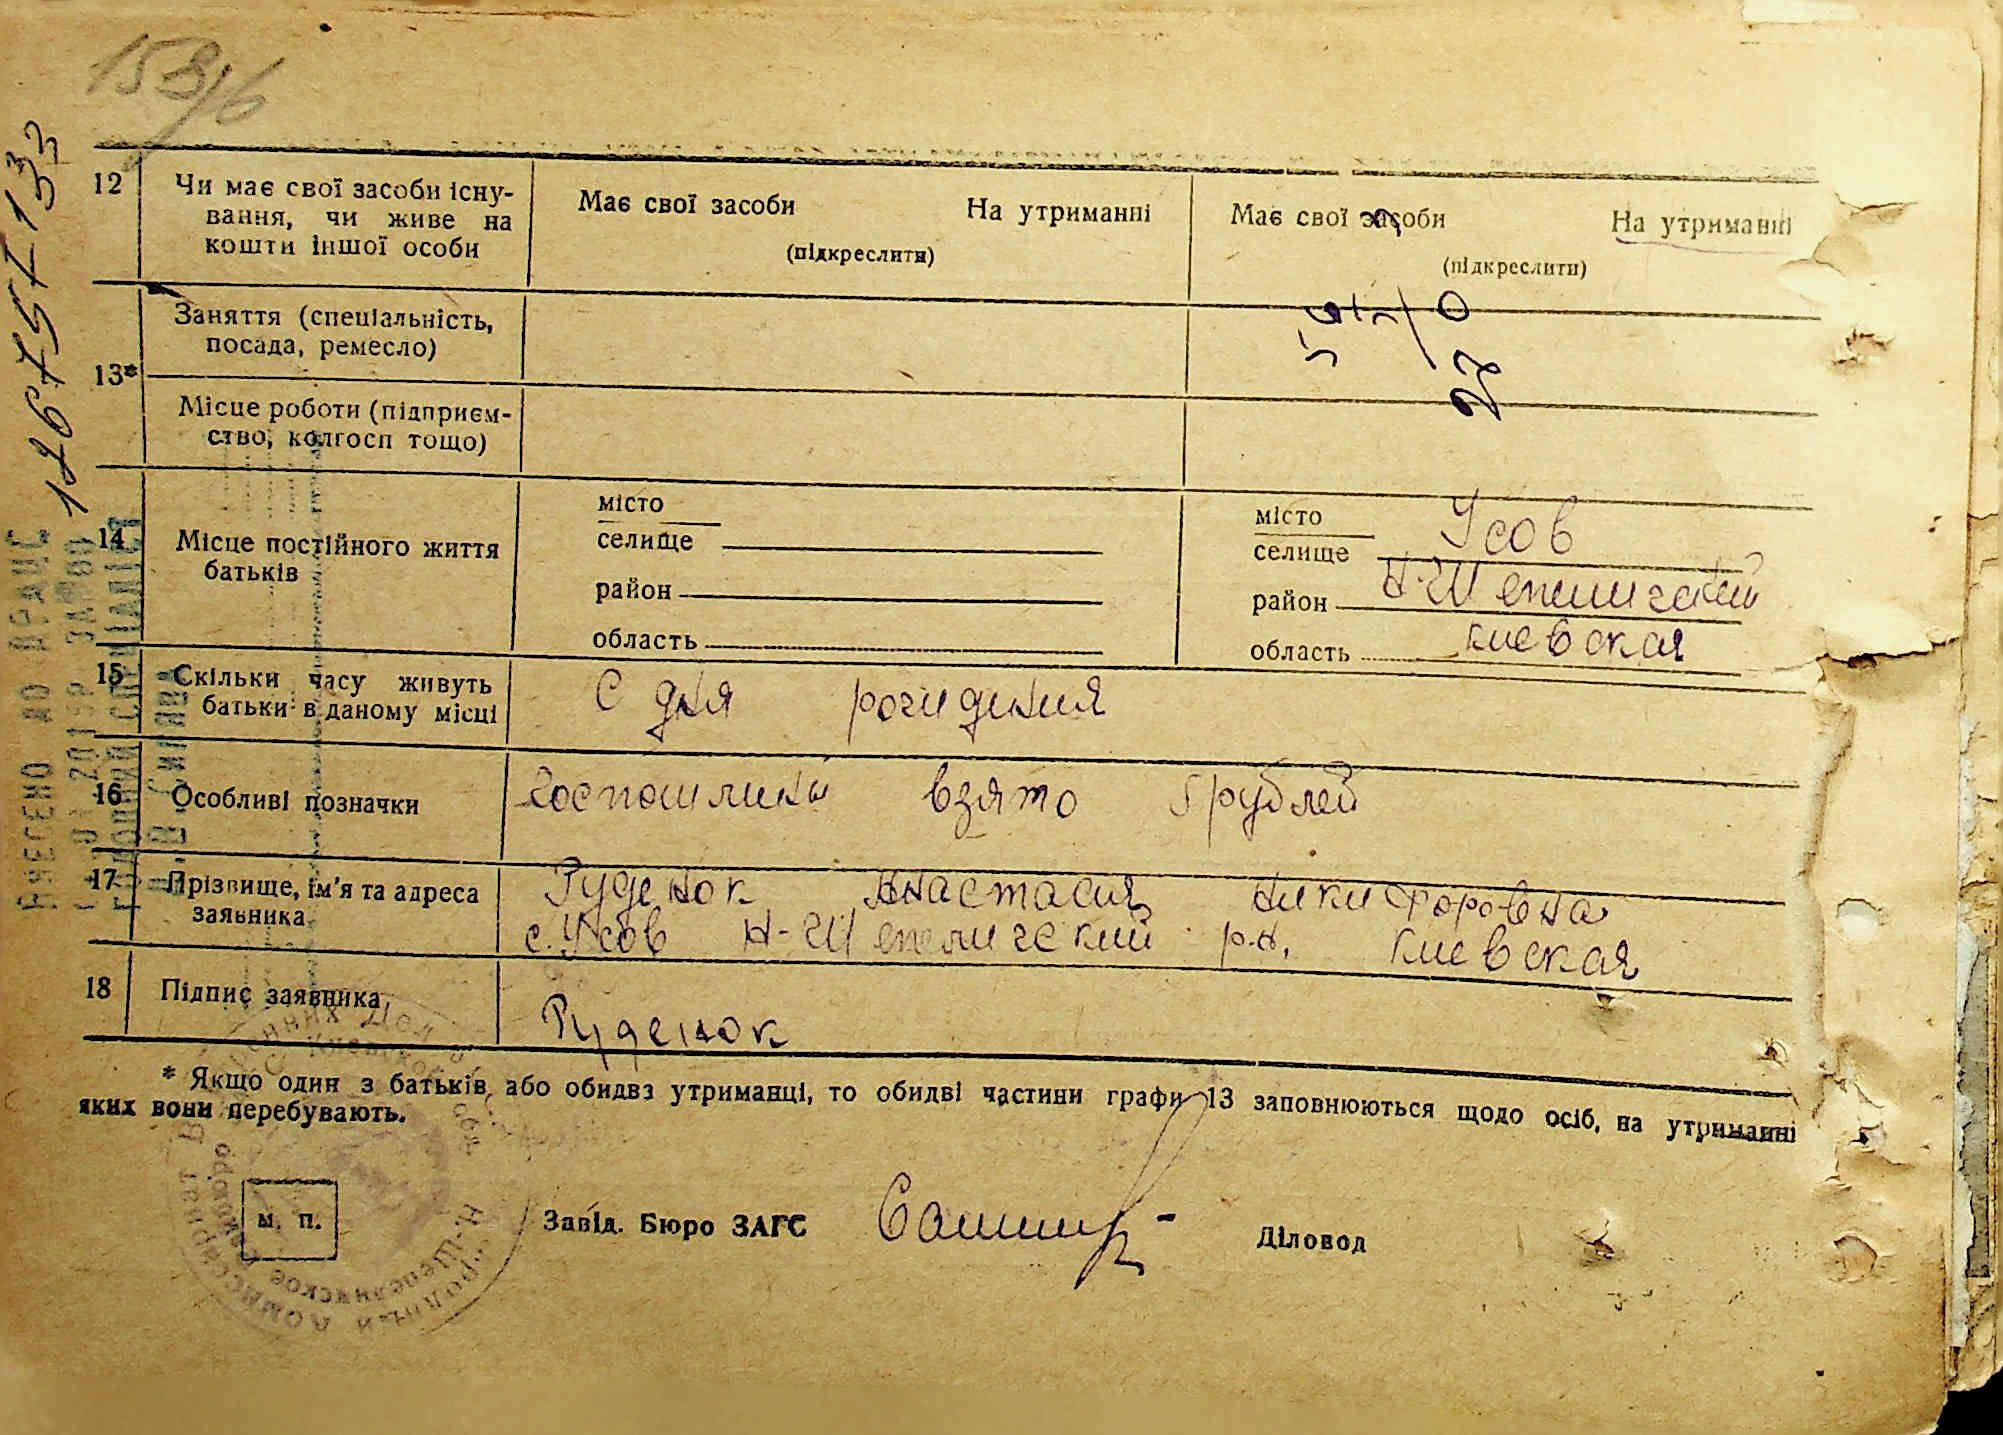 158/6
12 Чи має свої засоби існу-
вання, чи живе на
кошти іншої особи
Має свої засоби На утриманні
(підкреслити)
Має свої засоби На утриманні
(підкреслити)
13* Заняття (спеціальність,
посада, ремесло)
Місце роботи (підприєм-
ство, колгосп тощо)
14 Місце постійного життя
батьків
місто
селище
район
область
місто
селище Усов
район Н-Шепеличский
область киевская
15 Скільки часу живуть
батьки в даному місці
С дня рождения
16 Особливі позначки
Госпошлины взято 5 рублей
17 Прізвище, ім'я та адреса
заявника
Руденок Анастасия Никифоровна
с. Усов Н-Шепелический р-н, Киевская
18 Підпис заявника
Руденок
* Якщо один з батьків або обидва утриманці, то обидві частини графи 13 заповнюються щодо осіб, на утриманні
яких вони перебувають.
М. П.
Завід. Бюро ЗАГС
Діловод